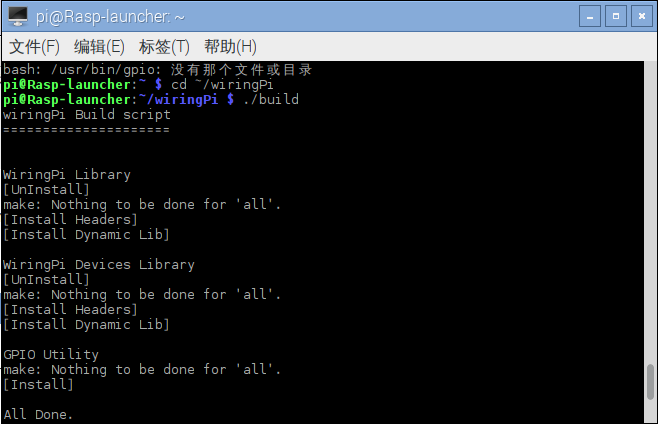 pi@Rasp-launcher: ~
文件(F) 编辑(E) 标签(T) 帮助(H)
bash: /usr/bin/gpio: 没有那个文件或目录
pi@Rasp-launcher:~ $ cd ~/wiringPi
pi@Rasp-launcher:~/wiringPi $ ./build
wiringPi Build script
=====================
WiringPi Library
[UnInstall]
make: Nothing to be done for 'all'.
[Install Headers]
[Install Dynamic Lib]
WiringPi Devices Library
[UnInstall]
make: Nothing to be done for 'all'.
[Install Headers]
[Install Dynamic Lib]
GPIO Utility
make: Nothing to be done for 'all'.
[Install]
All Done.